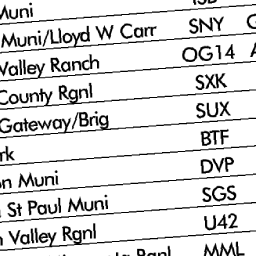 Muni
Muni/Lloyd W Carr SNY
Valley Ranch OG14
County Rgnl SXK
Gateway/Brig SUX
rk BTF
on Muni DVP
St Paul Muni SGS
Valley Rgnl U42
Rgnl MML